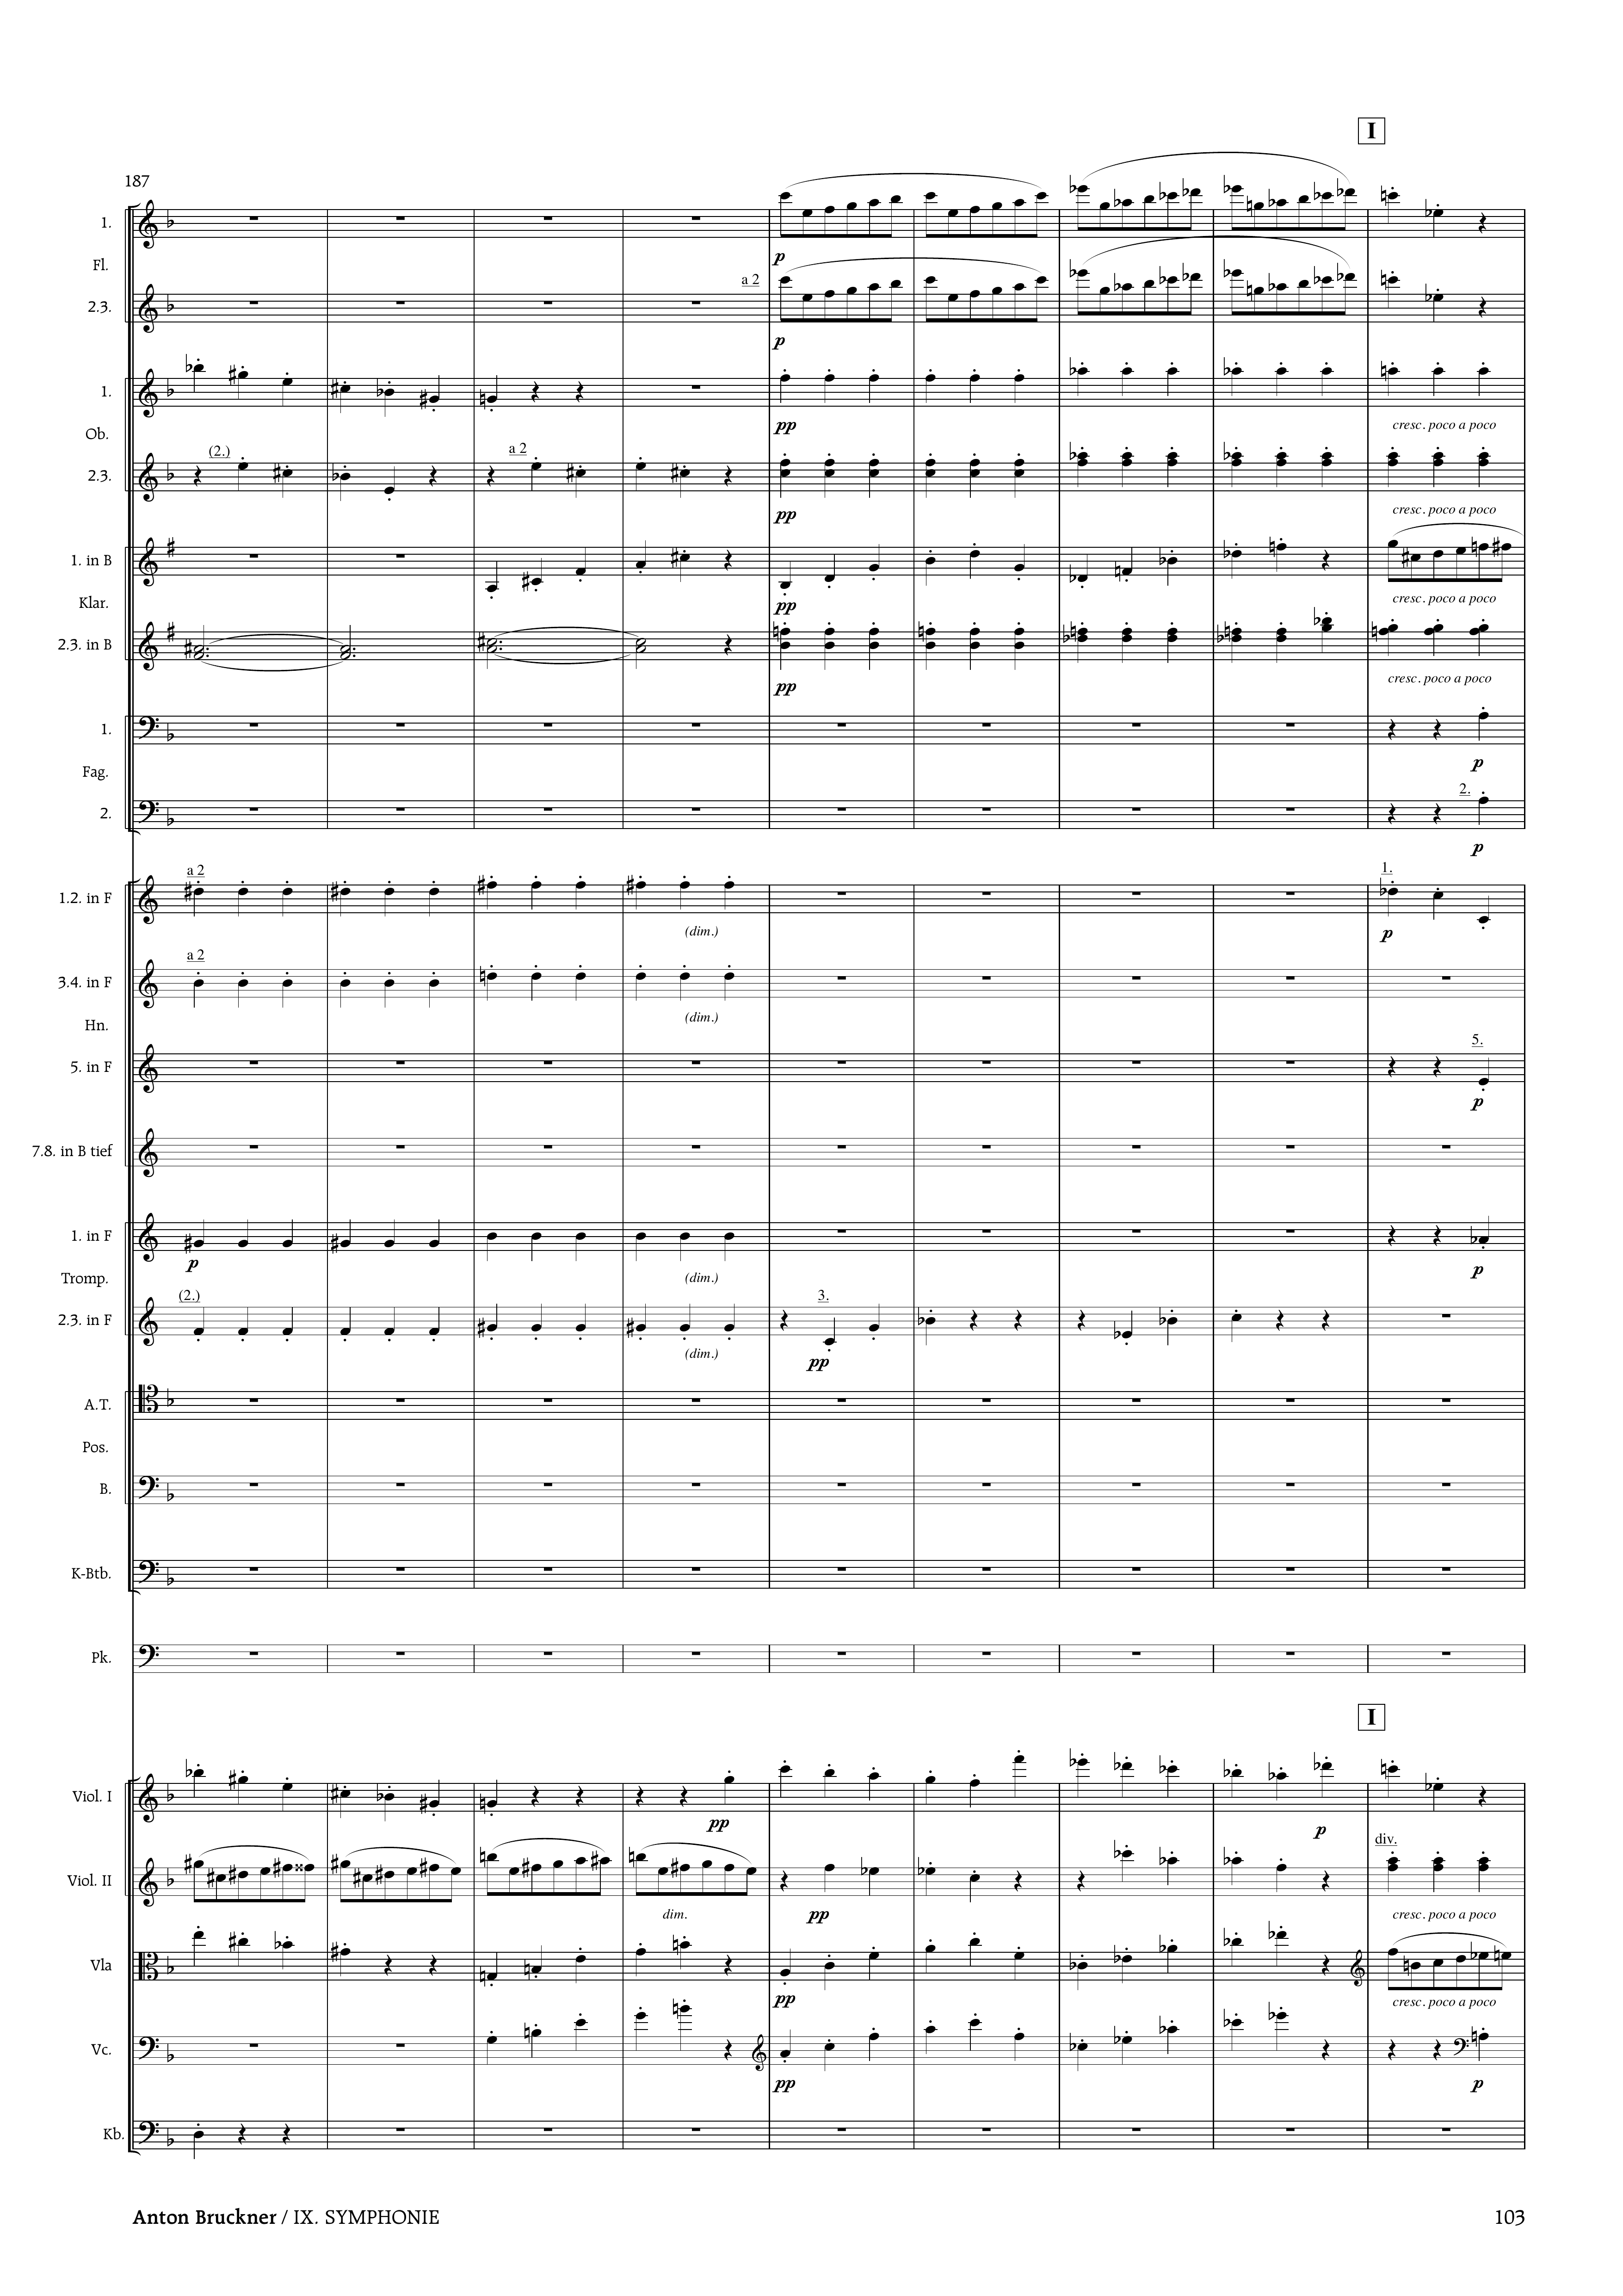 I
187
1.
p
Fl.
a 2
2.3.
p
1.
pp
cresc. poco a poco
Ob.
(2.)
a 2
2.3.
pp
cresc. poco a poco
1. in B
pp
cresc. poco a poco
Klar.
2.3. in B
pp
cresc. poco a poco
1.
p
Fag.
2.
2.
p
a 2
1.
1.2. in F
(dim.)
p
a 2
3.4. in F
(dim.)
Hn.
5.
5. in F
p
7.8. in B tief
1. in F
p
p
Tromp.
(dim.)
(2.)
3.
2.3. in F
(dim.)
pp
A.T.
Pos.
B.
K-Btb.
Pk.
I
Viol. I
pp
p
div.
Viol. II
dim.
pp
cresc. poco a poco
Vla
pp
cresc. poco a poco
Vc.
pp
p
Kb.
Anton Bruckner / IX. SYMPHONIE
103